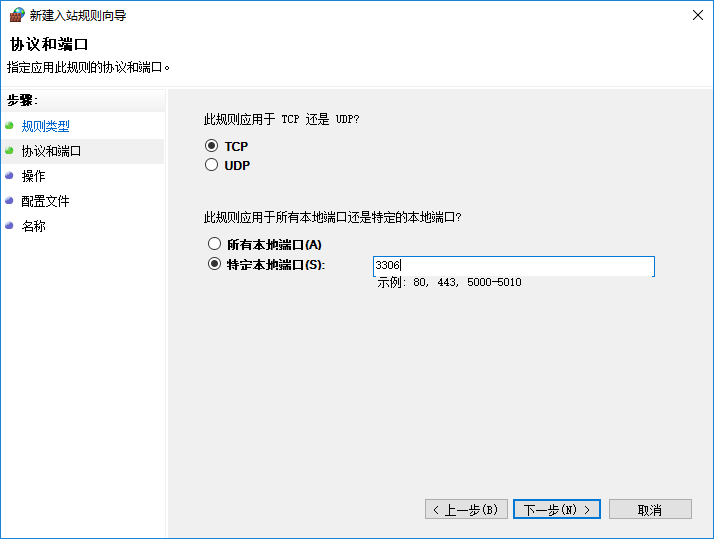 新建入站规则向导
协议和端口
指定应用此规则的协议和端口。
步骤:
规则类型
协议和端口
操作
配置文件
名称
此规则应用于 TCP 还是 UDP?
TCP
UDP
此规则应用于所有本地端口还是特定的本地端口?
所有本地端口(A)
特定本地端口(S):
3306
示例: 80, 443, 5000-5010
< 上一步(B)
下一步(N) >
取消